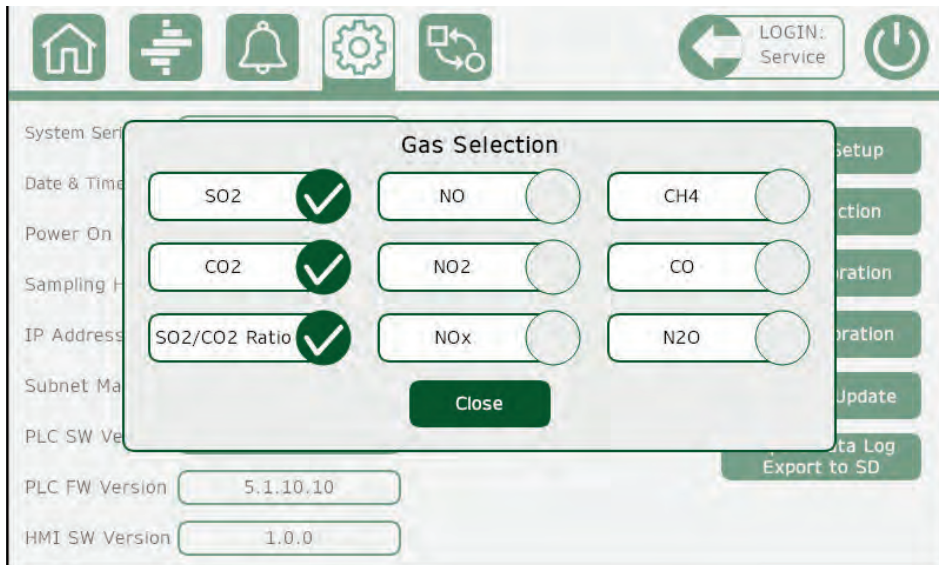 LOGIN:
Service
System Seri
Gas Selection
Setup
Date & Time
SO2 NO CH4
ction
Power On
CO2 NO2 CO
ration
Sampling H
IP Address
SO2/CO2 Ratio NOx N2O
oration
Subnet Ma
Close
Update
PLC SW Ve
ta Log
Export to SD
PLC FW Version 5.1.10.10
HMI SW Version 1.0.0